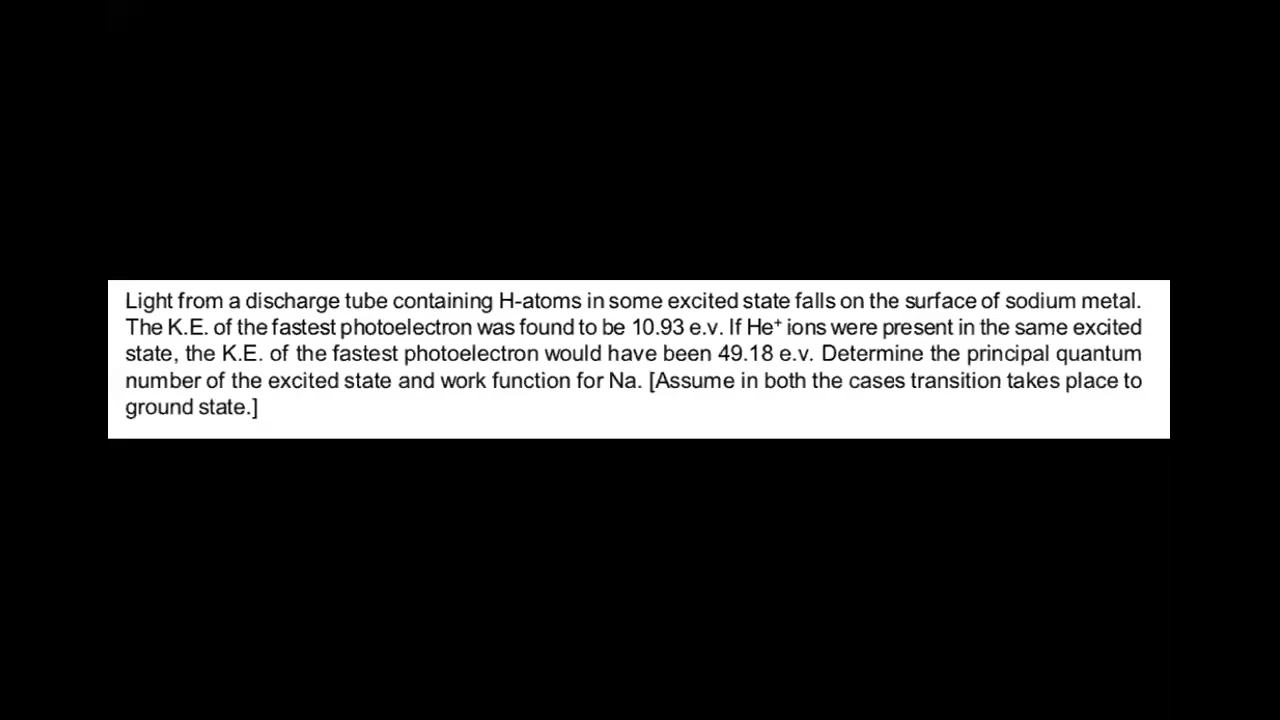 Light from a discharge tube containing H-atoms in some excited state falls on the surface of sodium metal.
The K.E. of the fastest photoelectron was found to be 10.93 e.v. If He⁺ ions were present in the same excited
state, the K.E. of the fastest photoelectron would have been 49.18 e.v. Determine the principal quantum
number of the excited state and work function for Na. [Assume in both the cases transition takes place to
ground state.]